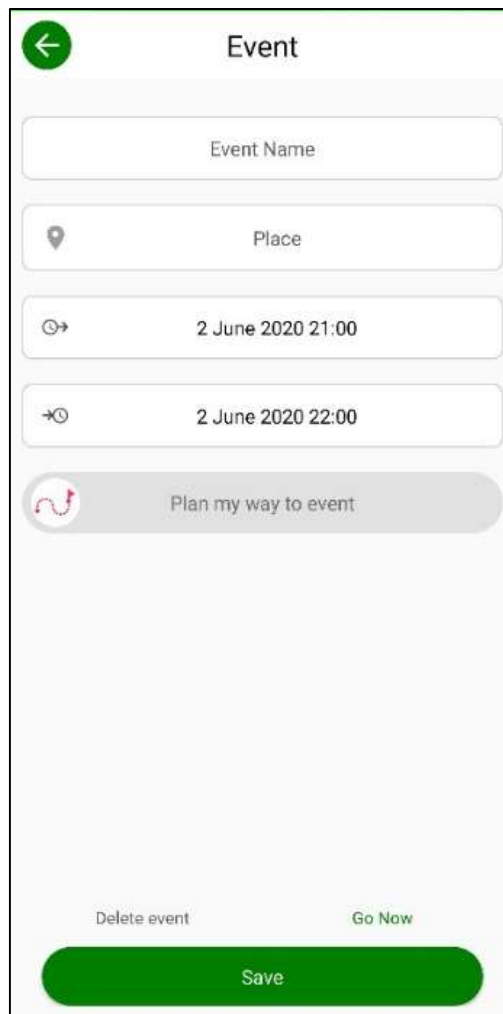 Event
Event Name
Place
2 June 2020 21:00
2 June 2020 22:00
Plan my way to event
Delete event
Go Now
Save